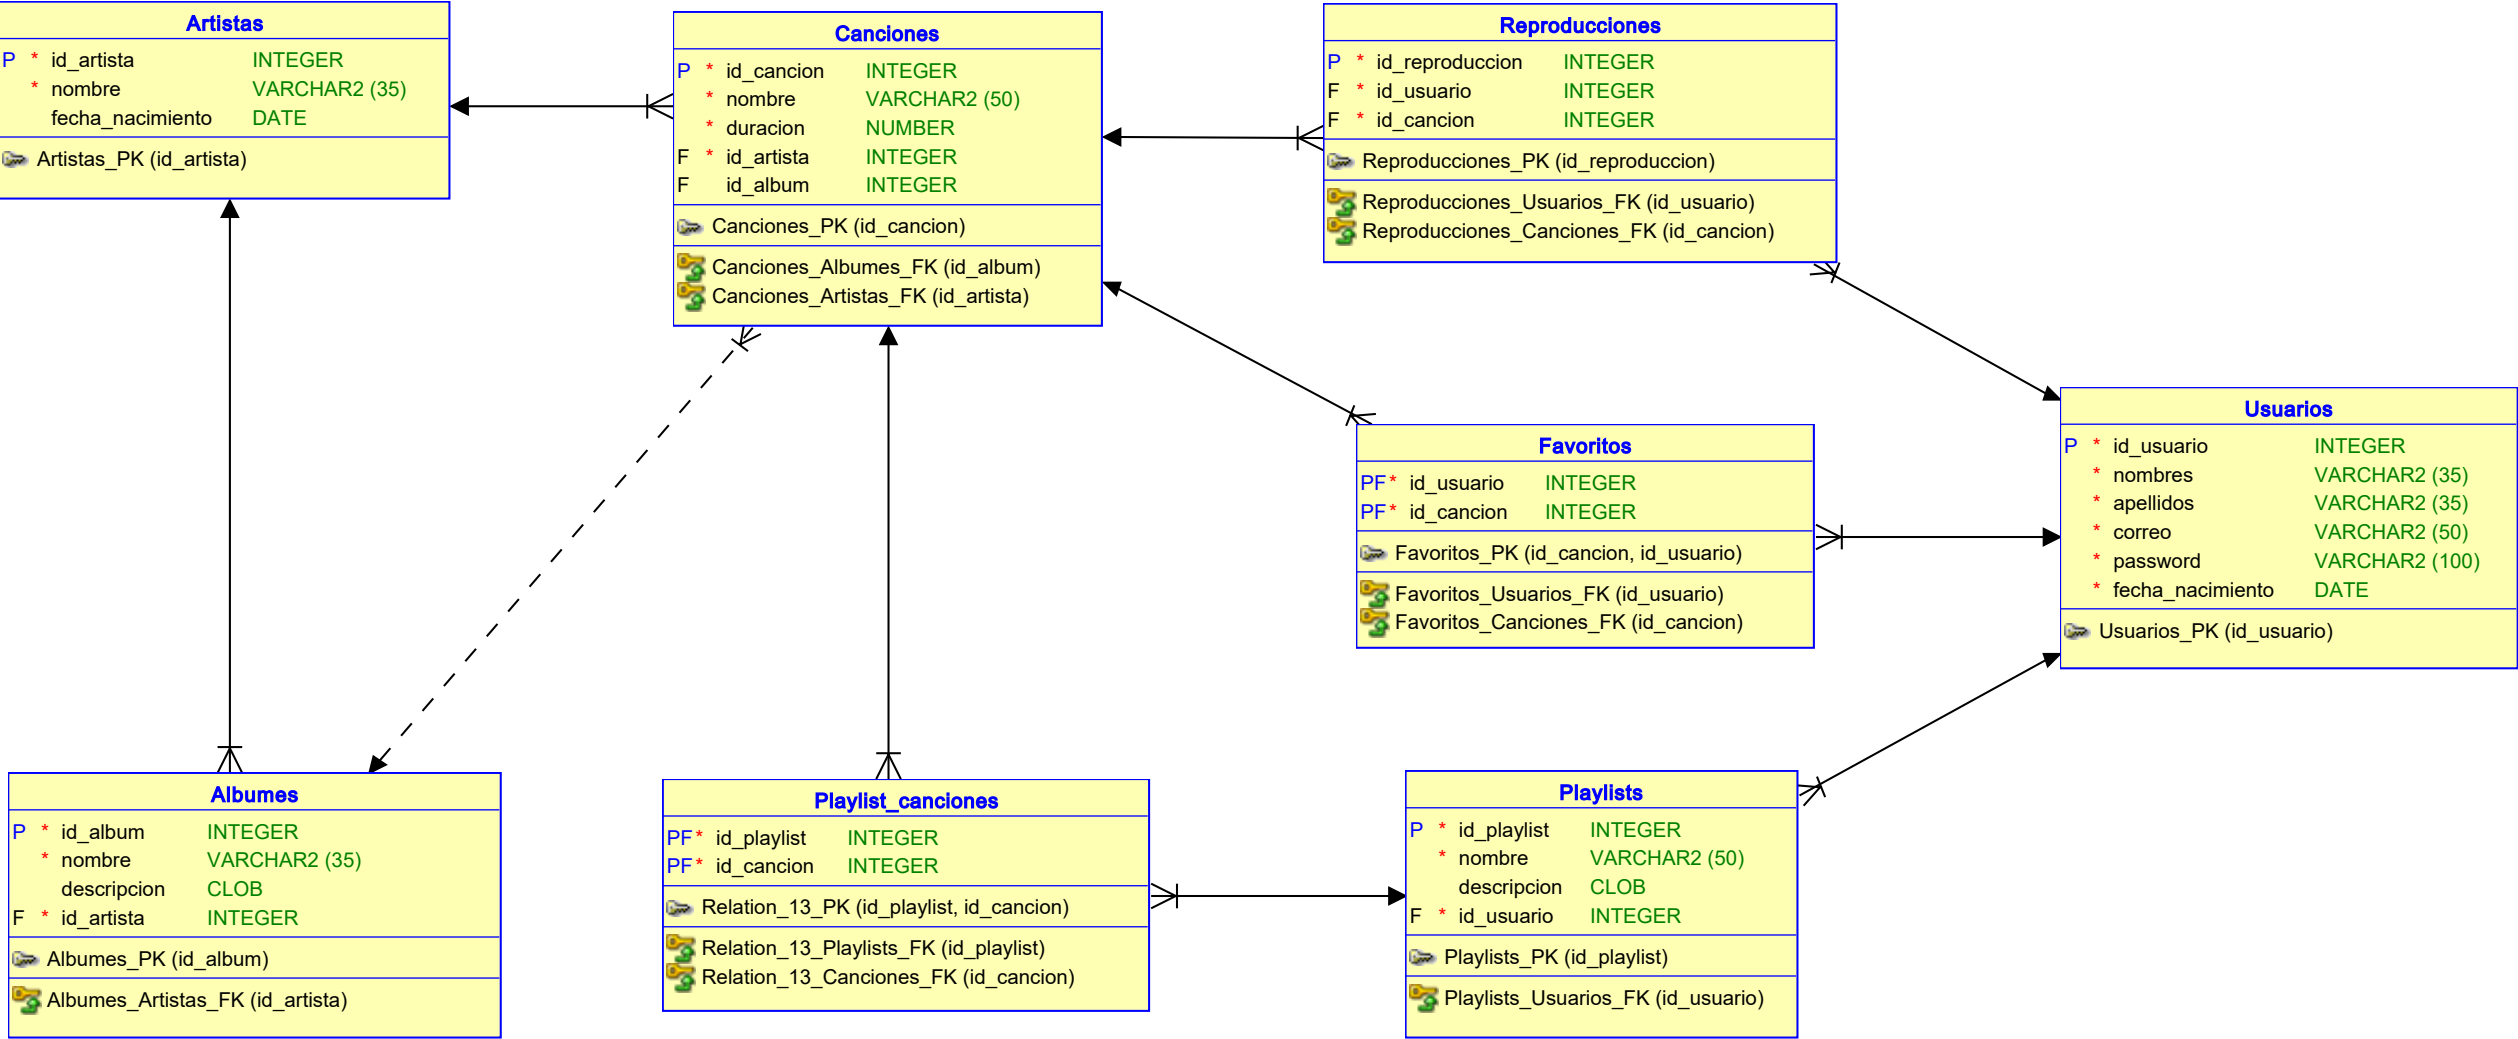 Artistas
P * id_artista INTEGER
* nombre VARCHAR2 (35)
fecha_nacimiento DATE
Artistas_PK (id_artista)
Canciones
P * id_cancion INTEGER
* nombre VARCHAR2 (50)
* duracion NUMBER
F * id_artista INTEGER
F id_album INTEGER
Canciones_PK (id_cancion)
Canciones_Albumes_FK (id_album)
Canciones_Artistas_FK (id_artista)
Reproducciones
P * id_reproduccion INTEGER
F * id_usuario INTEGER
F * id_cancion INTEGER
Reproducciones_PK (id_reproduccion)
Reproducciones_Usuarios_FK (id_usuario)
Reproducciones_Canciones_FK (id_cancion)
Favoritos
PF* id_usuario INTEGER
PF* id_cancion INTEGER
Favoritos_PK (id_cancion, id_usuario)
Favoritos_Usuarios_FK (id_usuario)
Favoritos_Canciones_FK (id_cancion)
Usuarios
P * id_usuario INTEGER
* nombres VARCHAR2 (35)
* apellidos VARCHAR2 (35)
* correo VARCHAR2 (50)
* password VARCHAR2 (100)
* fecha_nacimiento DATE
Usuarios_PK (id_usuario)
Albumes
P * id_album INTEGER
* nombre VARCHAR2 (35)
descripcion CLOB
F * id_artista INTEGER
Albumes_PK (id_album)
Albumes_Artistas_FK (id_artista)
Playlist_canciones
PF* id_playlist INTEGER
PF* id_cancion INTEGER
Relation_13_PK (id_playlist, id_cancion)
Relation_13_Playlists_FK (id_playlist)
Relation_13_Canciones_FK (id_cancion)
Playlists
P * id_playlist INTEGER
* nombre VARCHAR2 (50)
descripcion CLOB
F * id_usuario INTEGER
Playlists_PK (id_playlist)
Playlists_Usuarios_FK (id_usuario)